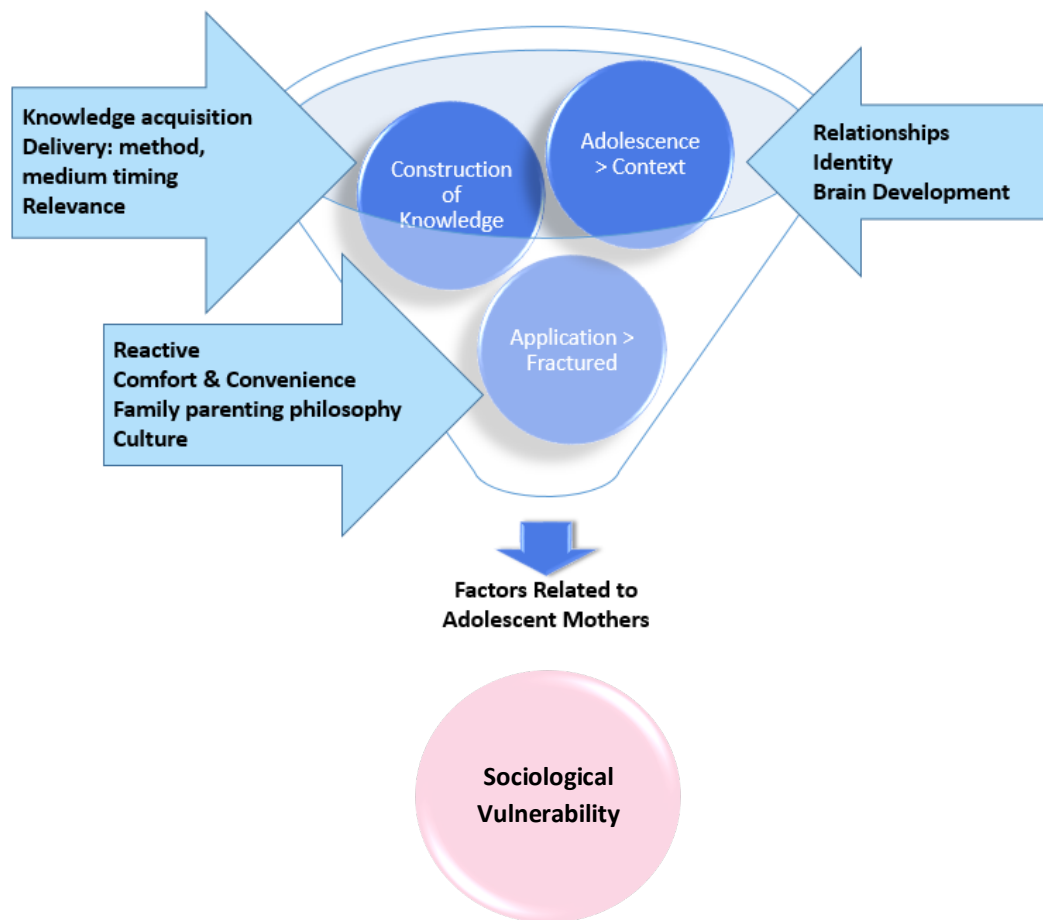 Knowledge acquisition
Delivery: method,
medium timing
Relevance
Construction
of
Knowledge
Adolescence
> Context
Relationships
Identity
Brain Development
Reactive
Comfort & Convenience
Family parenting philosophy
Culture
Application >
Fractured
Factors Related to
Adolescent Mothers
Sociological
Vulnerability